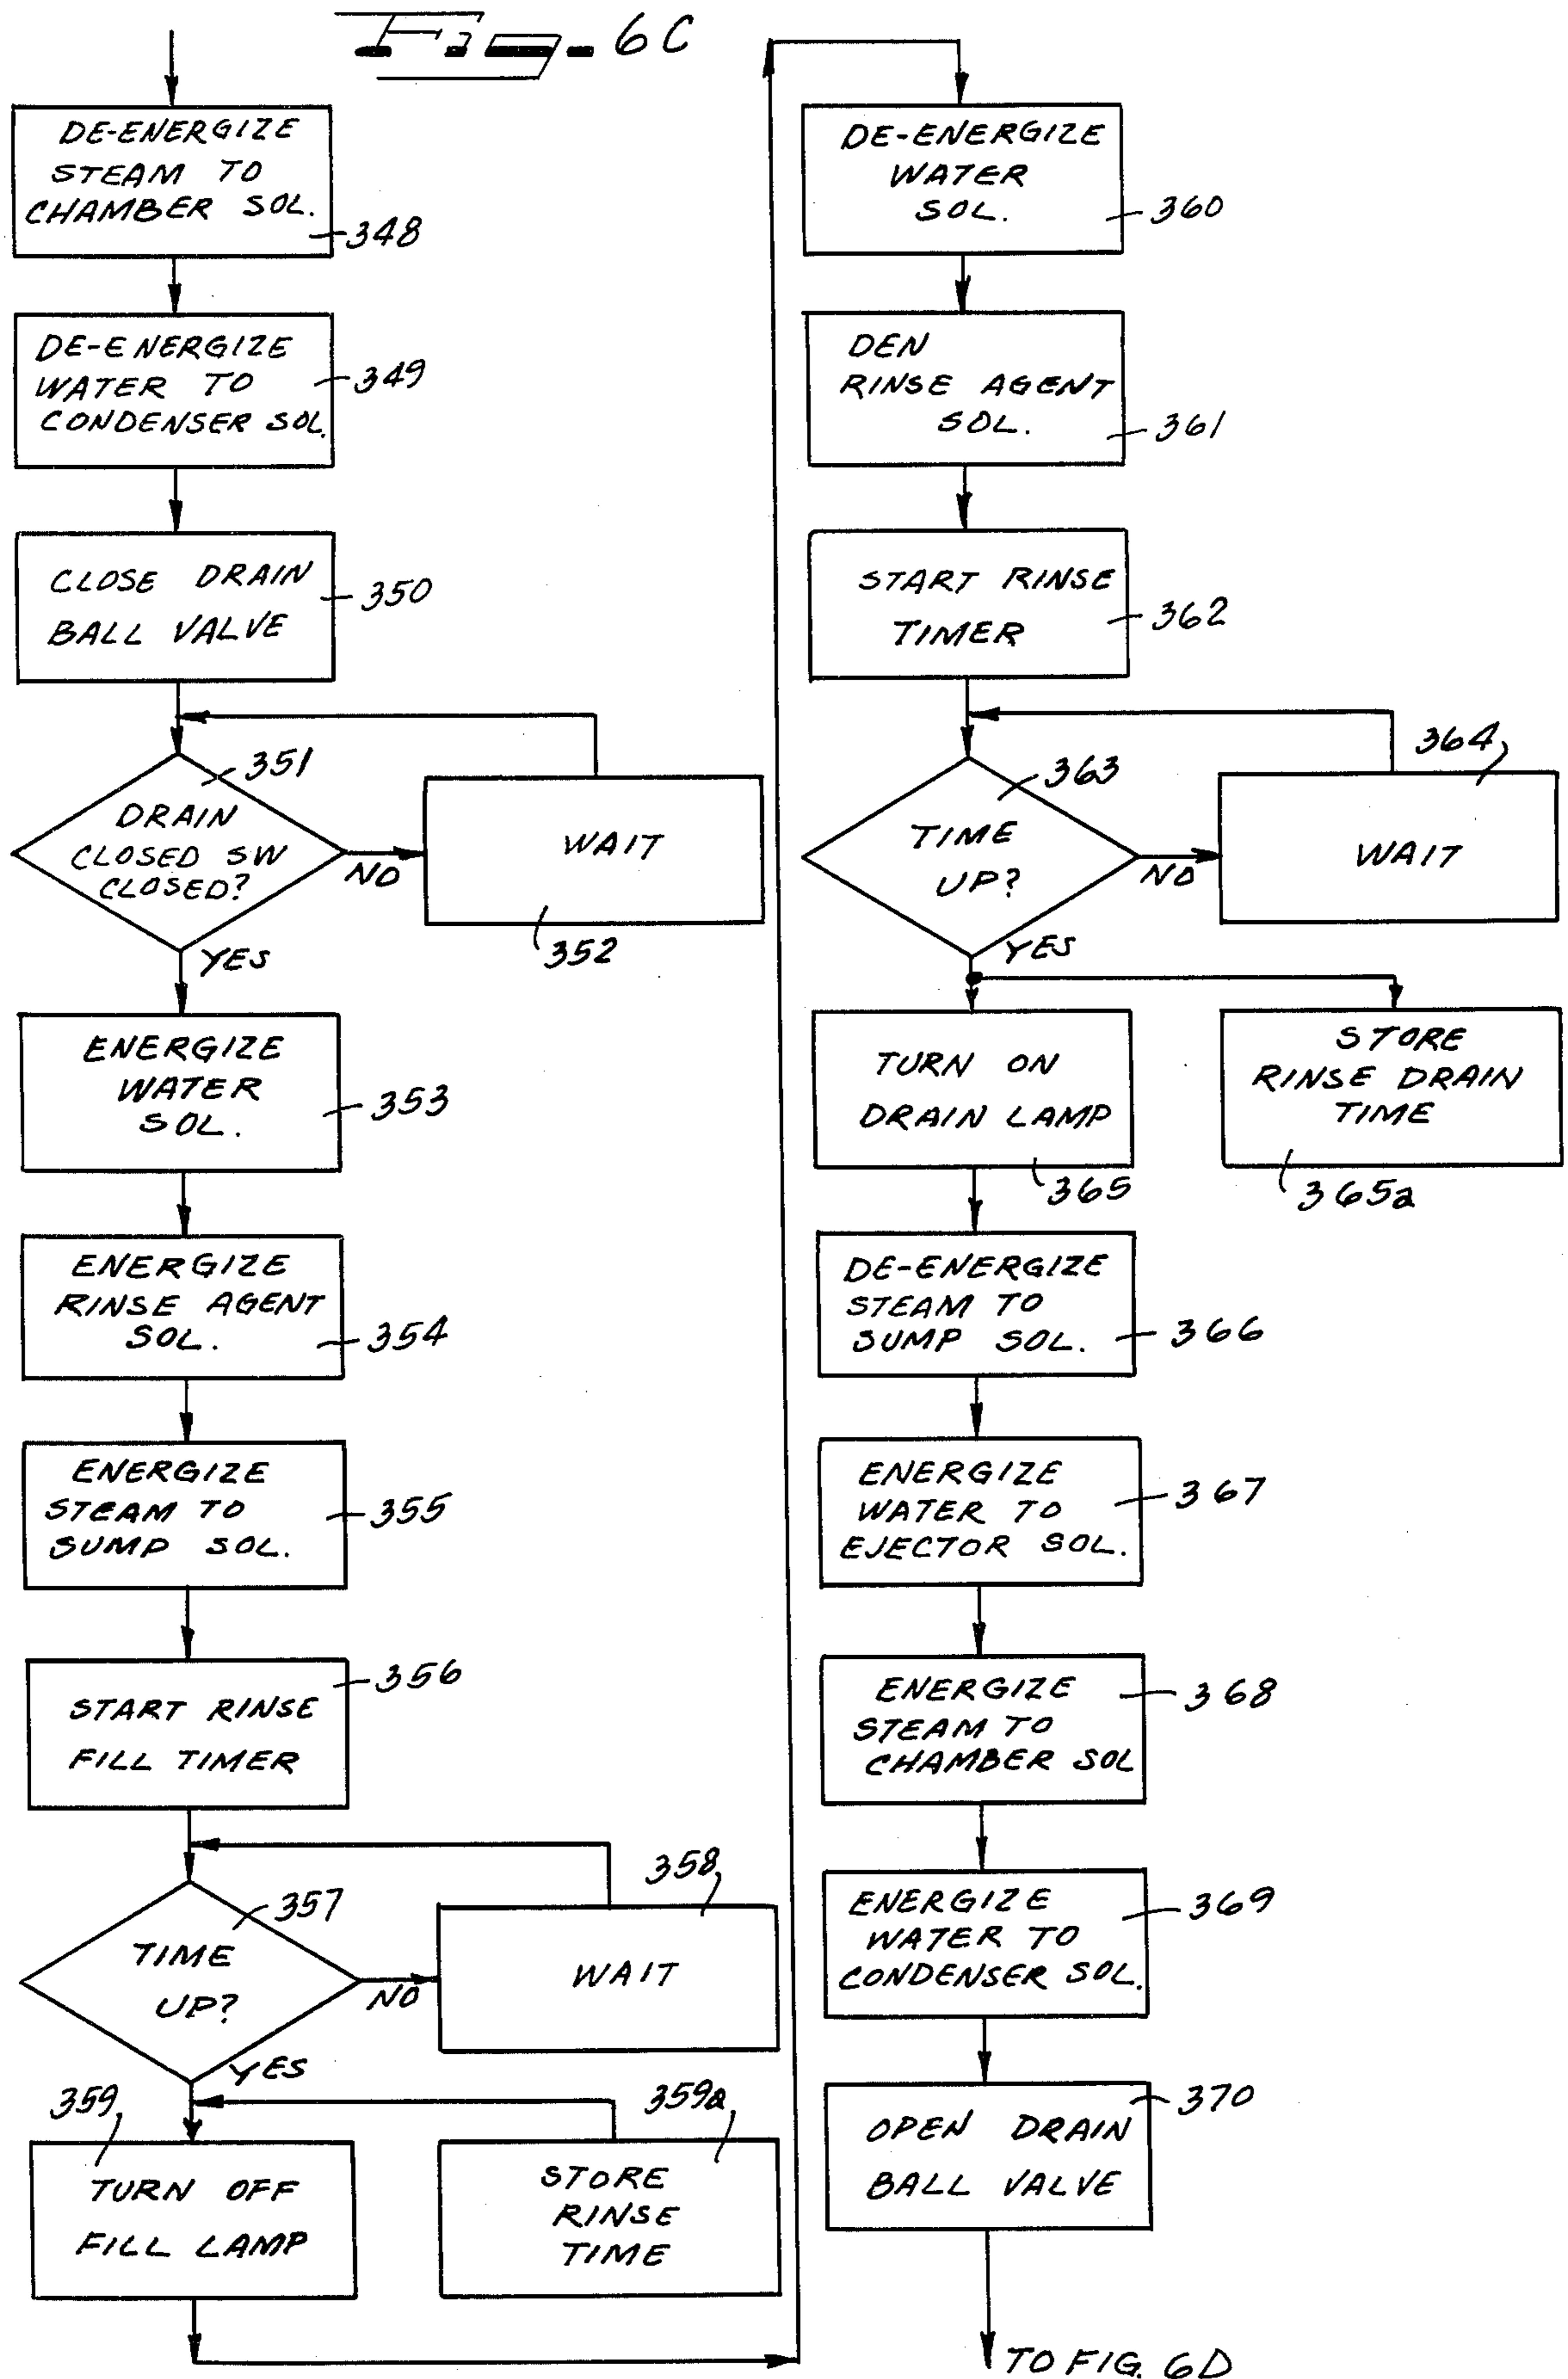 Fig. 6C
DE-ENERGIZE
STEAM TO
CHAMBER SOL.
348
DE-ENERGIZE
WATER TO
CONDENSER SOL.
349
CLOSE DRAIN
BALL VALVE
350
351
DRAIN
CLOSED SW
CLOSED?
NO
WAIT
352
YES
ENERGIZE
WATER
SOL.
353
ENERGIZE
RINSE AGENT
SOL.
354
ENERGIZE
STEAM TO
SUMP SOL.
355
START RINSE
FILL TIMER
356
357
TIME
UP?
NO
358
WAIT
YES
359
TURN OFF
FILL LAMP
359a
STORE
RINSE
TIME
DE-ENERGIZE
WATER
SOL.
360
DEN
RINSE AGENT
SOL.
361
START RINSE
TIMER
362
363
TIME
UP?
NO
364
WAIT
YES
TURN ON
DRAIN LAMP
365
STORE
RINSE DRAIN
TIME
365a
DE-ENERGIZE
STEAM TO
SUMP SOL.
366
ENERGIZE
WATER TO
EJECTOR SOL.
367
ENERGIZE
STEAM TO
CHAMBER SOL
368
ENERGIZE
WATER TO
CONDENSER SOL.
369
OPEN DRAIN
BALL VALVE
370
TO FIG. 6D